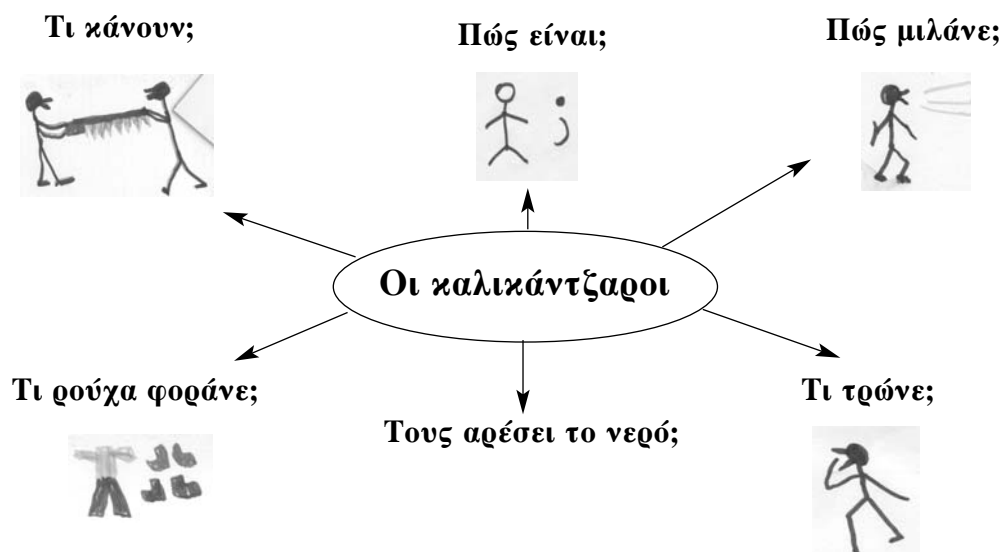 Τι κάνουν;
Πώς είναι;
Πώς μιλάνε;
Οι καλικάντζαροι
Τι ρούχα φοράνε;
Τους αρέσει το νερό;
Τι τρώνε;